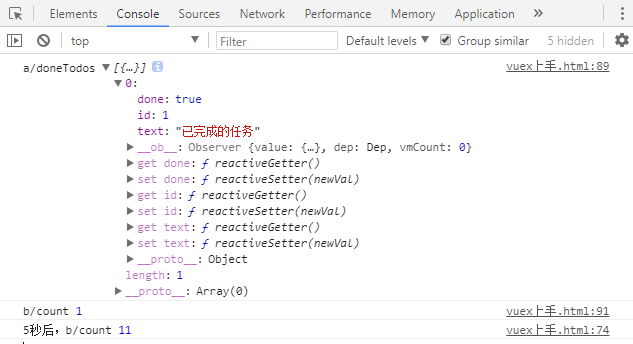 Elements Console Sources Network Performance Memory Application »
top Filter Default levels Group similar 5 hidden
a/doneTodos [{…}] i vuex上手.html:89
0:
done: true
id: 1
text: "已完成的任务"
__ob__: Observer {value: {…}, dep: Dep, vmCount: 0}
get done: ƒ reactiveGetter()
set done: ƒ reactiveSetter(newVal)
get id: ƒ reactiveGetter()
set id: ƒ reactiveSetter(newVal)
get text: ƒ reactiveGetter()
set text: ƒ reactiveSetter(newVal)
__proto__: Object
length: 1
__proto__: Array(0)
b/count 1 vuex上手.html:91
5秒后，b/count 11 vuex上手.html:74